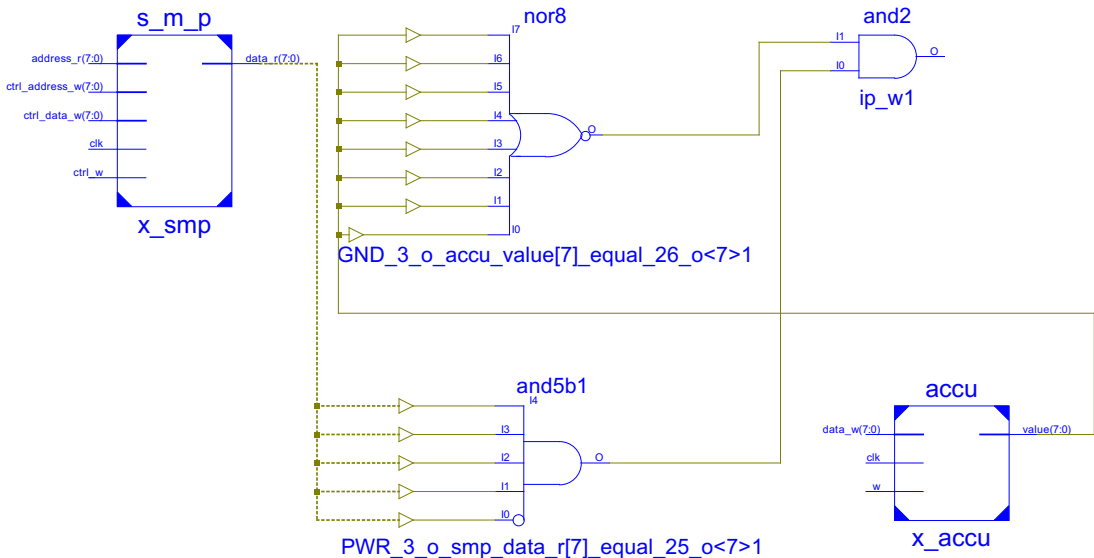 s_m_p
address_r(7:0)
ctrl_address_w(7:0)
ctrl_data_w(7:0)
clk
ctrl_w
data_r(7:0)
x_smp
nor8
I7
I6
I5
I4
I3
I2
I1
I0
O
GND_3_o_accu_value[7]_equal_26_o<7>1
and2
I1
I0
O
ip_w1
and5b1
I4
I3
I2
I1
I0
O
PWR_3_o_smp_data_r[7]_equal_25_o<7>1
accu
data_w(7:0)
clk
w
value(7:0)
x_accu